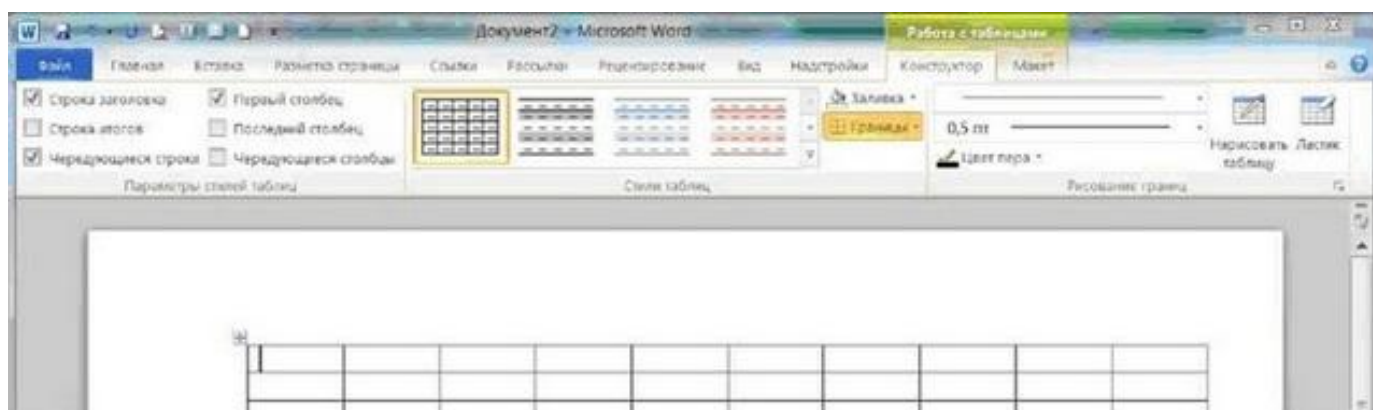 Документ2 - Microsoft Word
Работа с таблицами
Файл Главная Вставка Разметка страницы Ссылки Рассылки Рецензирование Вид Надстройки Конструктор Макет
Строка заголовка Первый столбец Заливка
Строка итогов Последний столбец Границы 0,5 пт Нарисовать таблицу Ластик
Чередующиеся строки Чередующиеся столбцы Цвет пера
Параметры стилей таблиц Стили таблиц Рисование границ